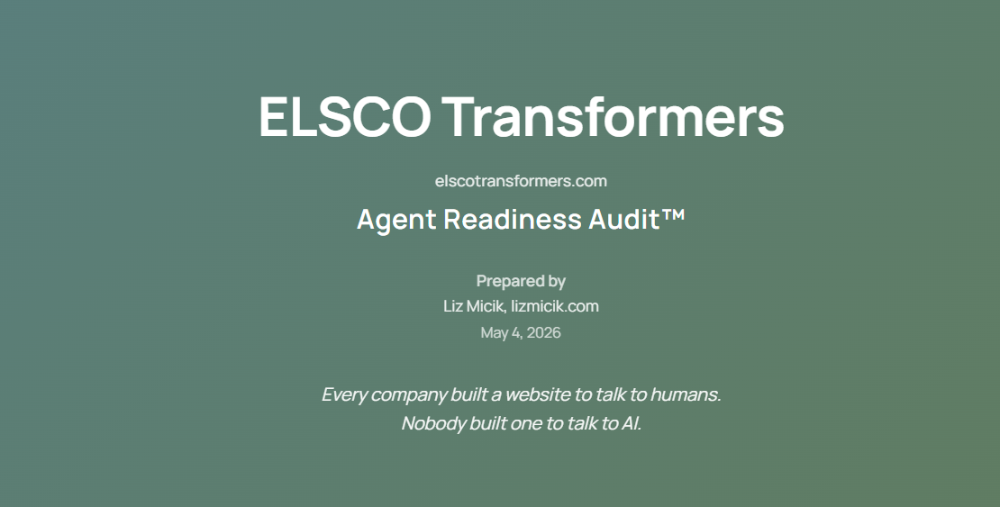 ELSCO Transformers
elscotransformers.com
Agent Readiness Audit™
Prepared by
Liz Micik, lizmicik.com
May 4, 2026
Every company built a website to talk to humans.
Nobody built one to talk to AI.